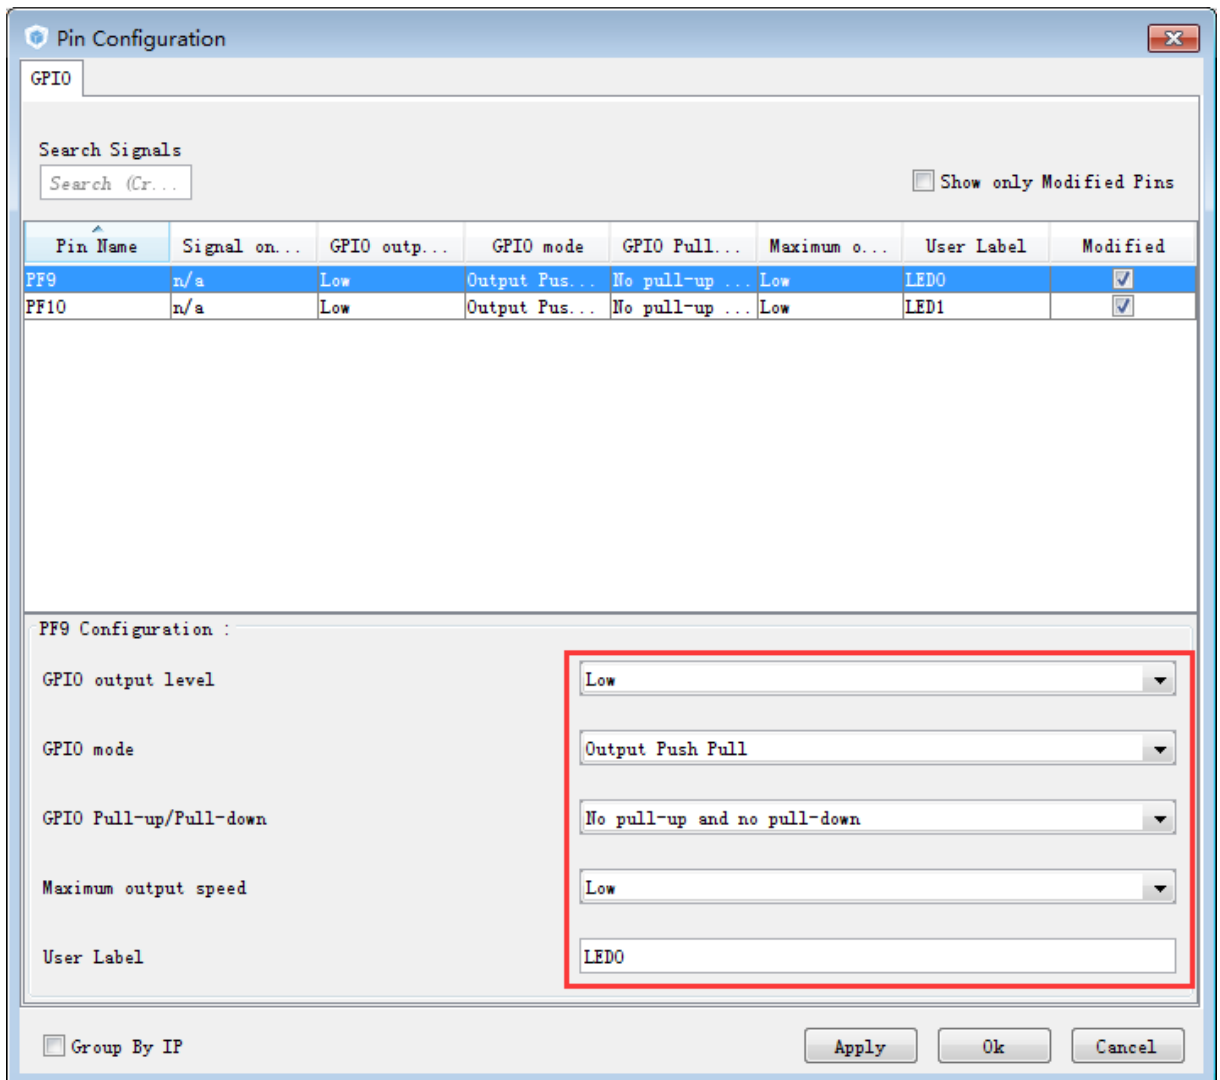 Pin Configuration
GPIO
Search Signals
Search (Cr...
Show only Modified Pins
Pin Name Signal on... GPIO outp... GPIO mode GPIO Pull... Maximum o... User Label Modified
PF9 n/a Low Output Pus... No pull-up ... Low LED0
PF10 n/a Low Output Pus... No pull-up ... Low LED1
PF9 Configuration :
GPIO output level Low
GPIO mode Output Push Pull
GPIO Pull-up/Pull-down No pull-up and no pull-down
Maximum output speed Low
User Label LED0
Group By IP Apply Ok Cancel